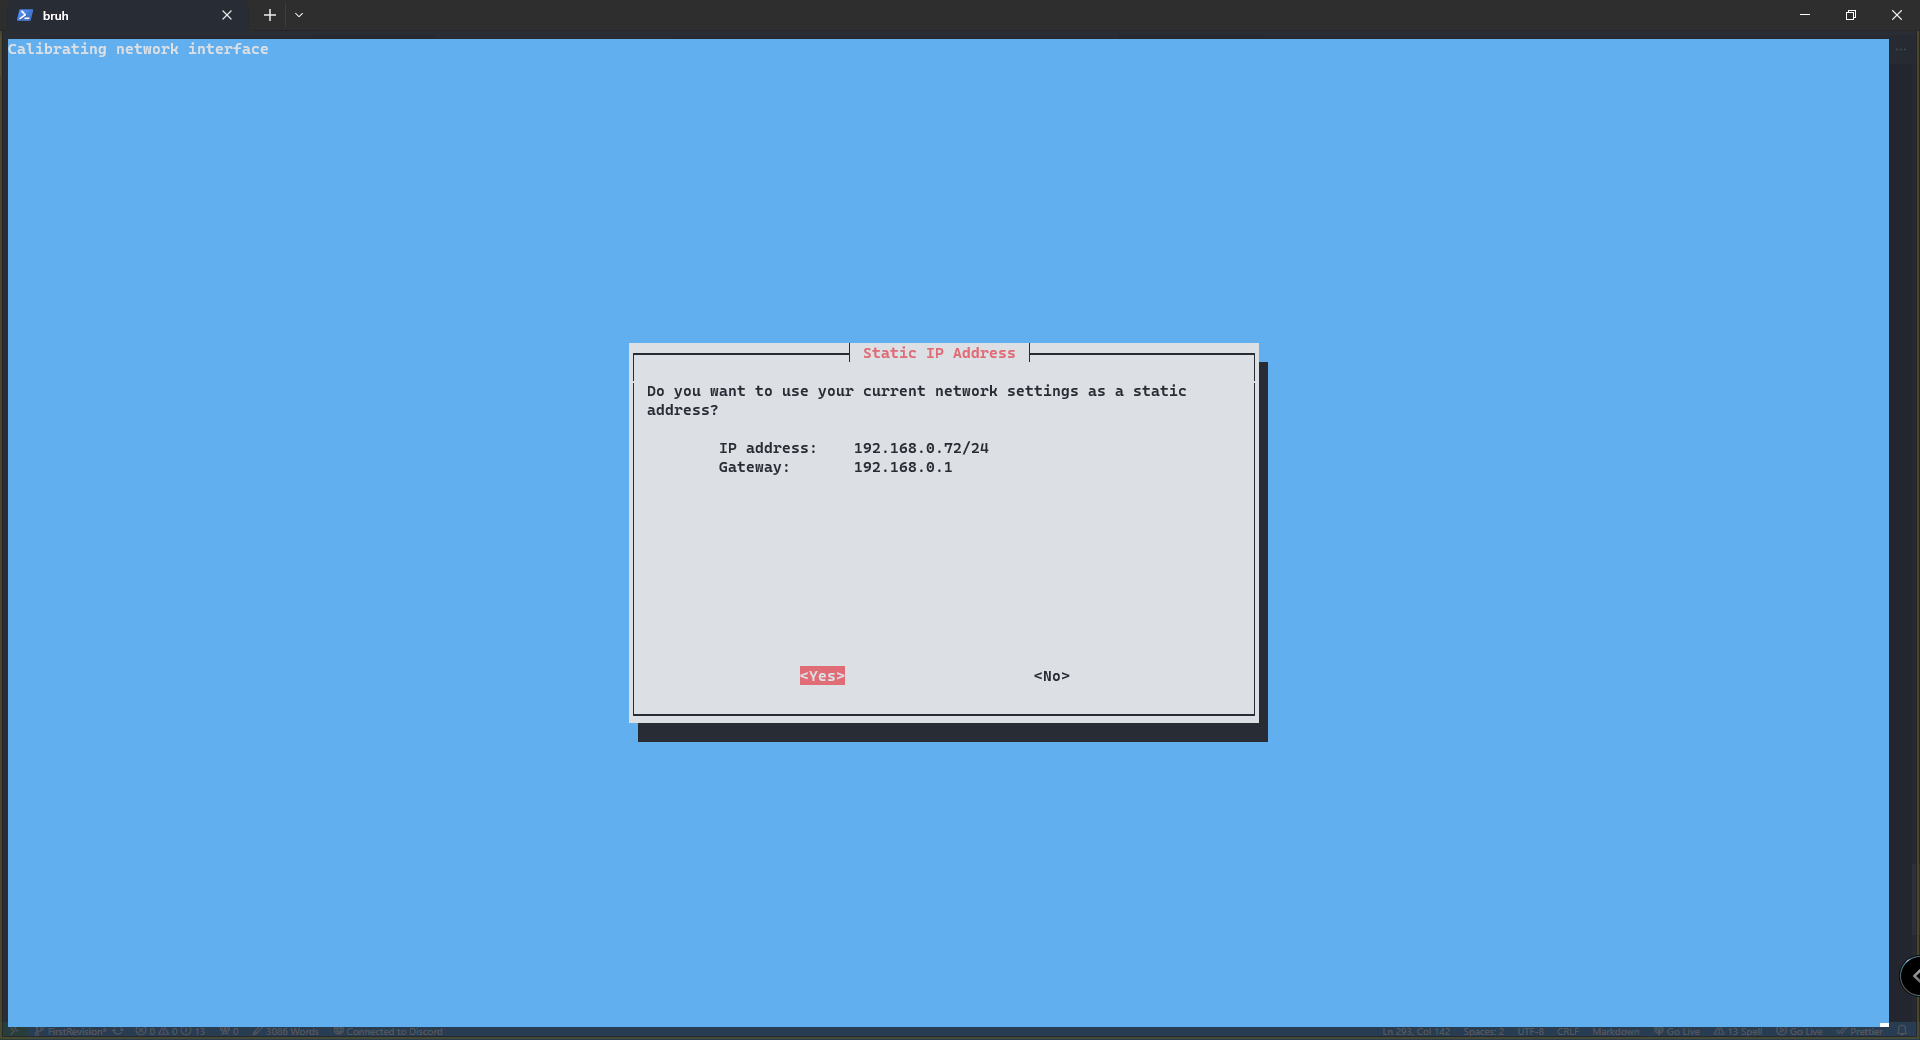 bruh
Calibrating network interface
Static IP Address
Do you want to use your current network settings as a static
address?
IP address: 192.168.0.72/24
Gateway: 192.168.0.1
<Yes> <No>
FirstRevision* 0 0 13 0 3086 Words Connected to Discord Ln 293, Col 142 Spaces: 2 UTF-8 CRLF Markdown Go Live 13 Spell Go Live Prettier